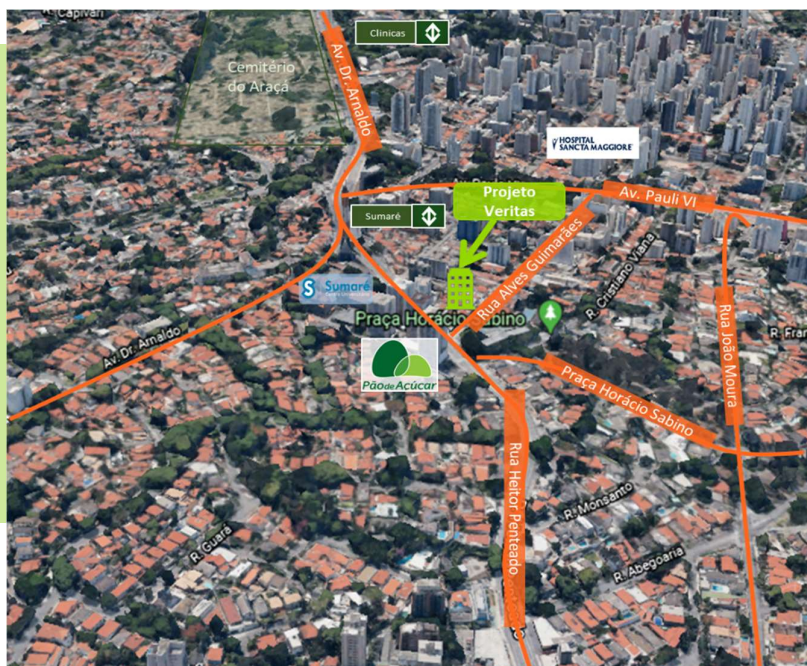 R. Capivari
Clinicas
Cemitério
do Araçá
Av. Dr. Arnaldo
HOSPITAL
SANCTA MAGGIORE
Projeto
Veritas
Av. Pauli VI
Sumaré
Rua Alves Guimarães
R. Cristiano Viana
S Sumaré
Praça Horácio Sabino
Rua João Moura
R. Fran
Av. Dr. Arnaldo
Pão de Açúcar
Praça Horácio Sabino
Rua Heitor Penteado
R. Monsanto
R. Guará
R. Abegoaria